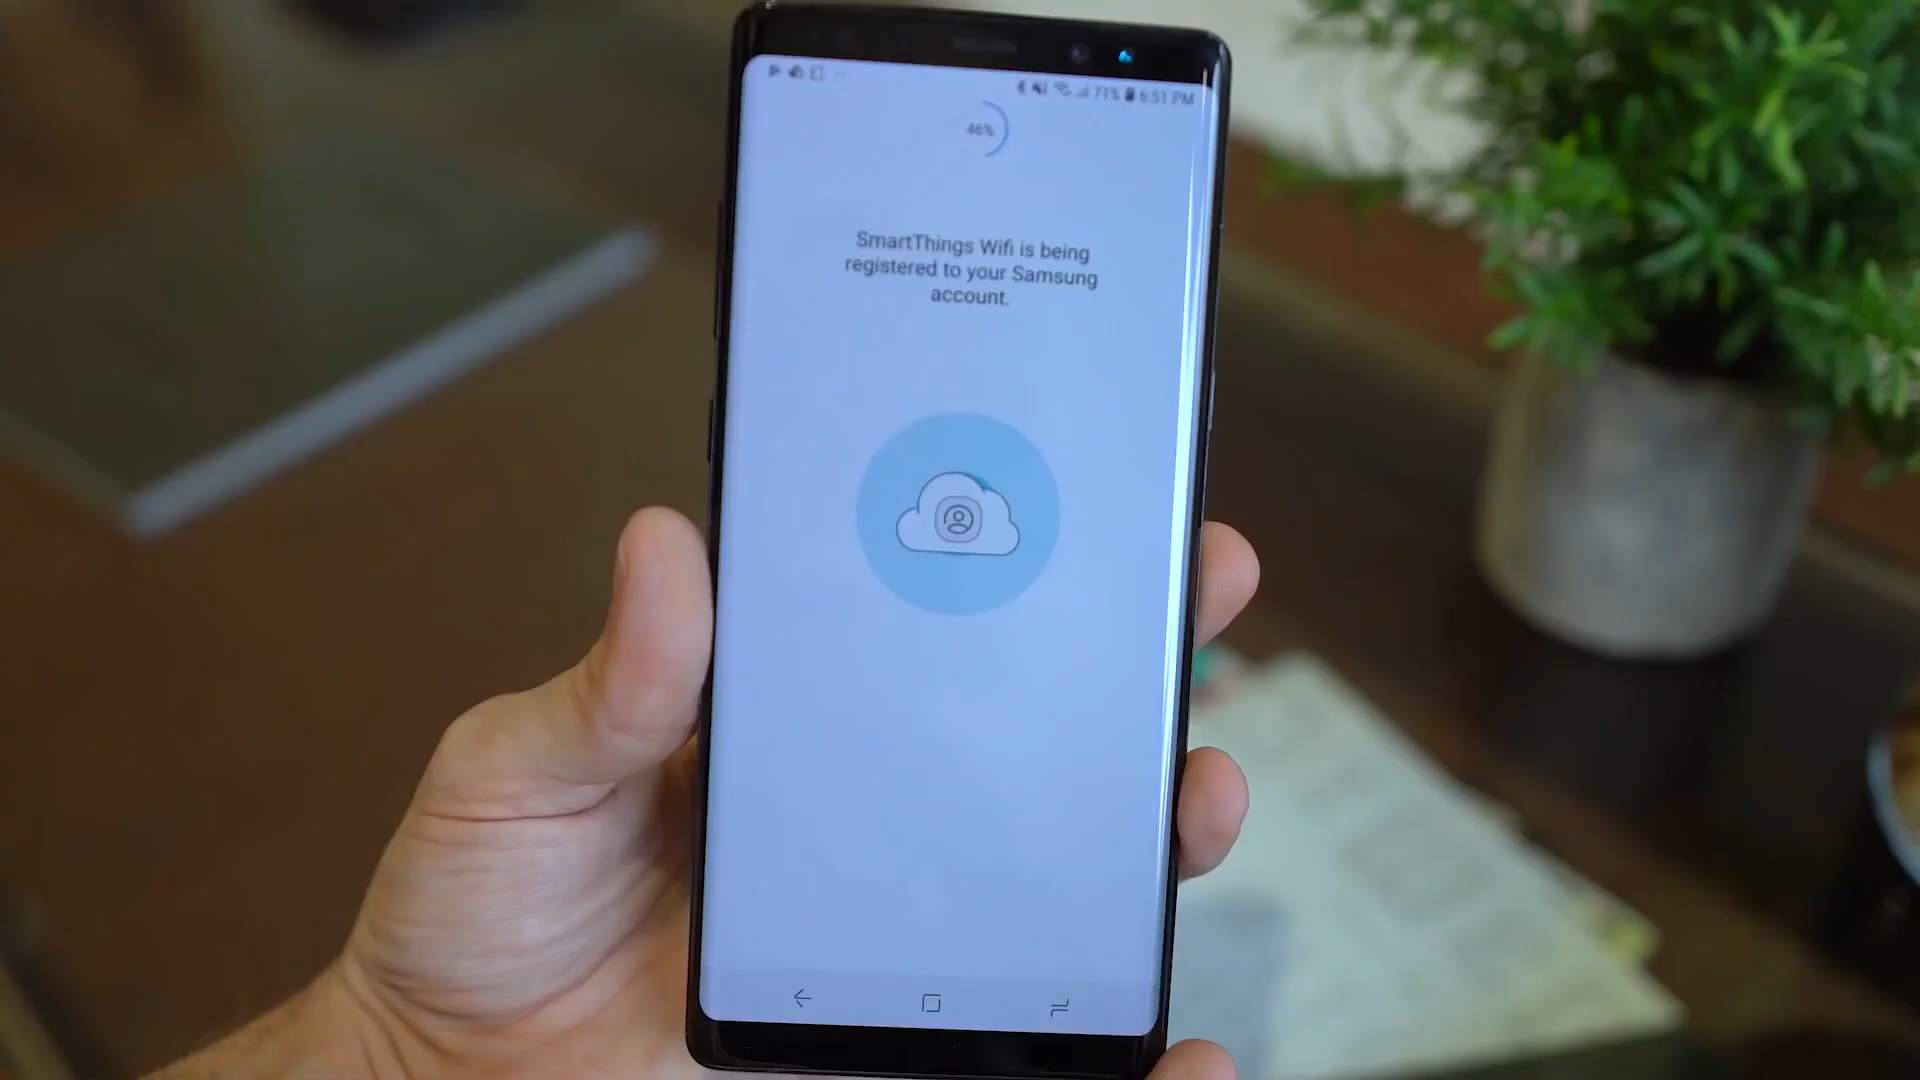 71% 6:51 PM
46%
SmartThings Wifi is being
registered to your Samsung
account.